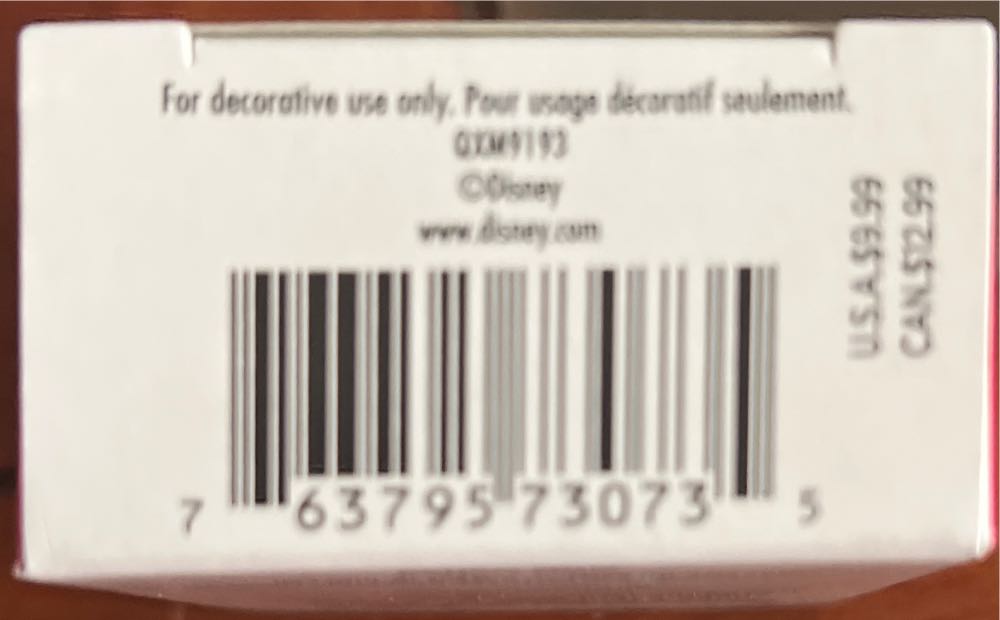 For decorative use only. Pour usage décoratif seulement.
QXM9193
©Disney
www.disney.com
U.S.A.$9.99
CAN.$12.99
7 63795 73073 5